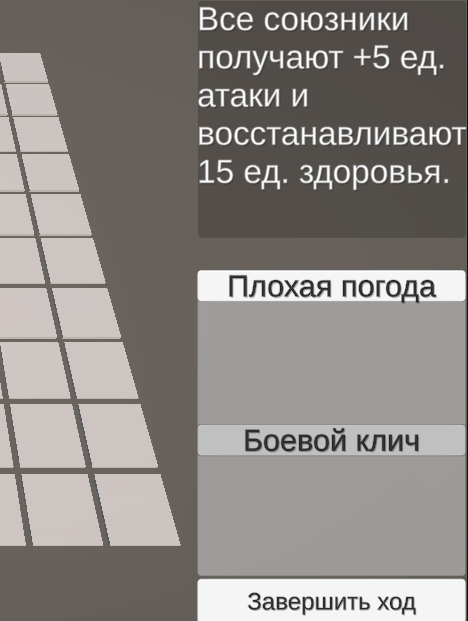 Все союзники
получают +5 ед.
атаки и
восстанавливают
15 ед. здоровья.
Плохая погода
Боевой клич
Завершить ход